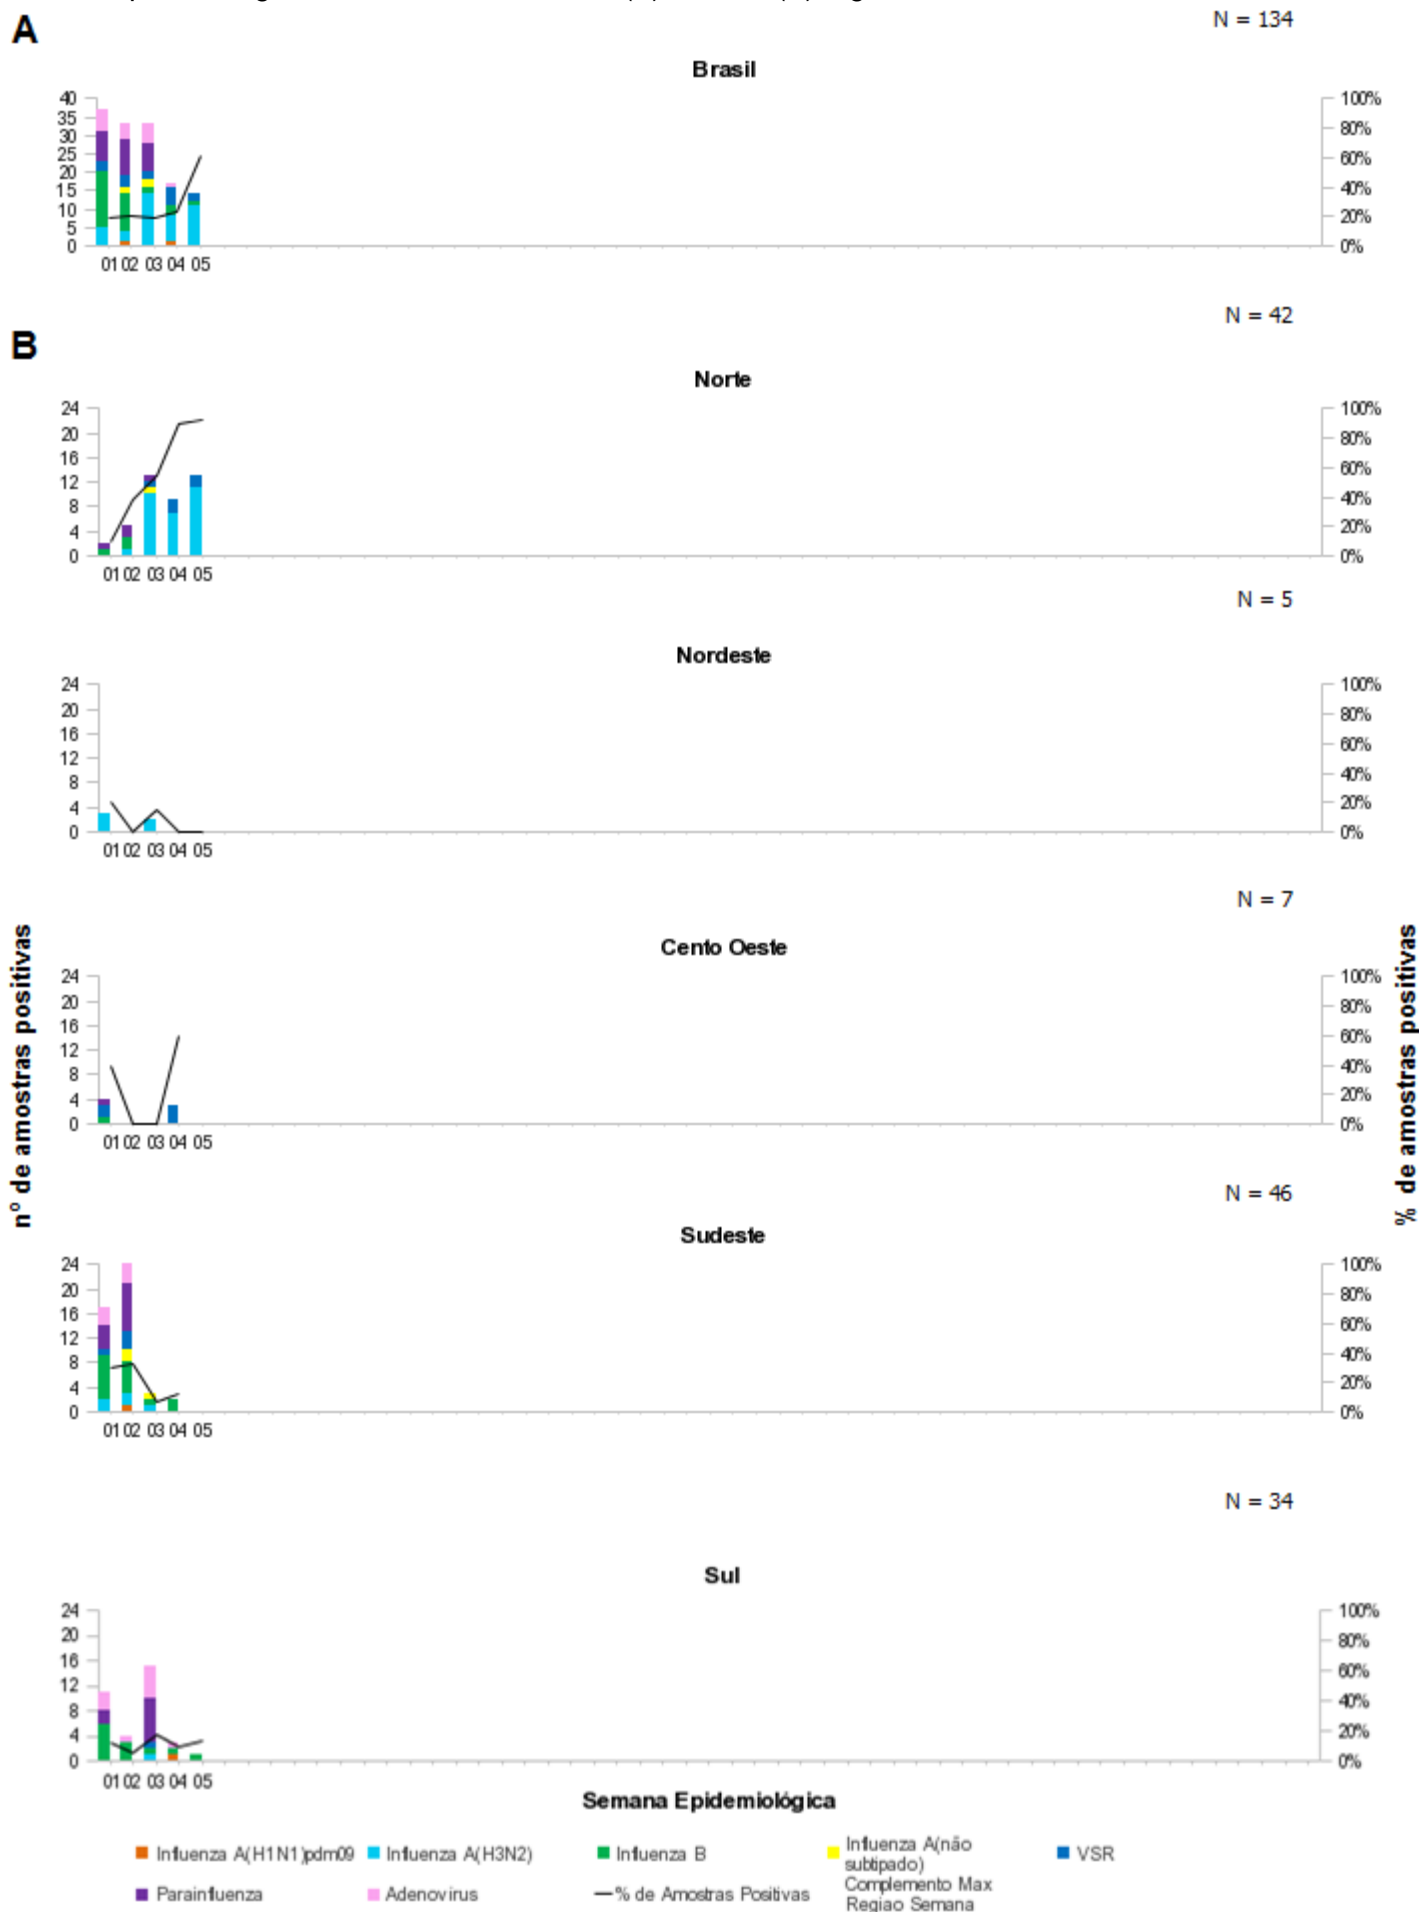 A
N = 134
Brasil
40
35
30
25
20
15
10
5
0
100%
80%
60%
40%
20%
0%
01 02 03 04 05
N = 42
B
Norte
24
20
16
12
8
4
0
100%
80%
60%
40%
20%
0%
01 02 03 04 05
N = 5
Nordeste
24
20
16
12
8
4
0
100%
80%
60%
40%
20%
0%
01 02 03 04 05
N = 7
Cento Oeste
24
20
16
12
8
4
0
100%
80%
60%
40%
20%
0%
01 02 03 04 05
nº de amostras positivas
% de amostras positivas
N = 46
Sudeste
24
20
16
12
8
4
0
100%
80%
60%
40%
20%
0%
01 02 03 04 05
N = 34
Sul
24
20
16
12
8
4
0
100%
80%
60%
40%
20%
0%
01 02 03 04 05
Semana Epidemiológica
Influenza A(H1N1)pdm09
Influenza A(H3N2)
Influenza B
Influenza A(não
subtipado)
VSR
Parainfluenza
Adenovirus
% de Amostras Positivas
Complemento Max
Regiao Semana